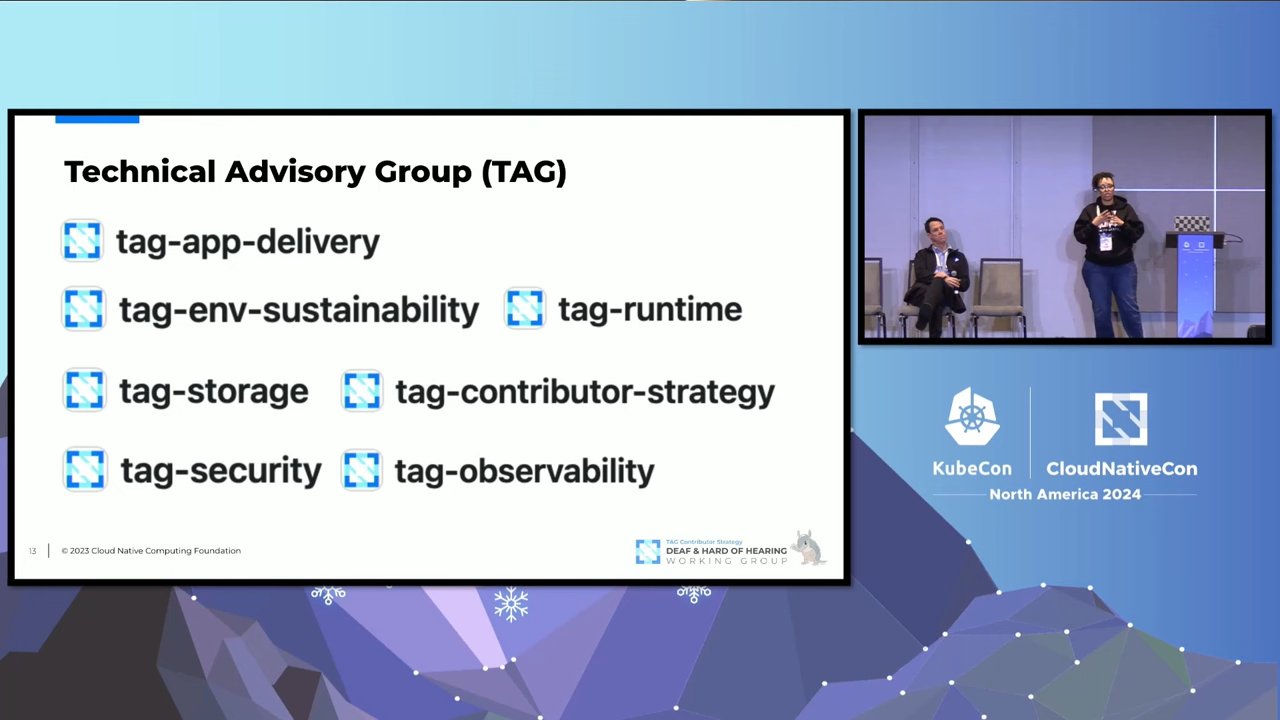 Technical Advisory Group (TAG)
tag-app-delivery
tag-env-sustainability tag-runtime
tag-storage tag-contributor-strategy
tag-security tag-observability
13 © 2023 Cloud Native Computing Foundation
TAG Contributor Strategy
DEAF & HARD OF HEARING
WORKING GROUP
KubeCon CloudNativeCon
North America 2024